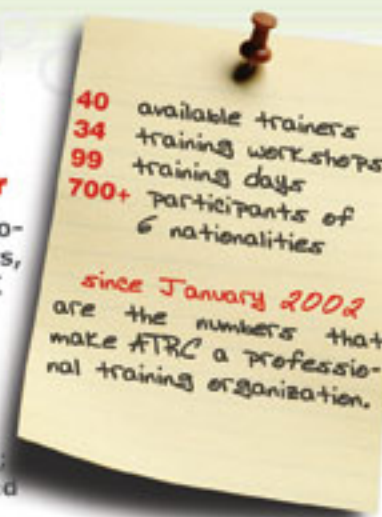 40 available trainers
34 training workshops
99 training days
700+ participants of
6 nationalities
since January 2002
are the numbers that
make ATRC a professio-
nal training organization.